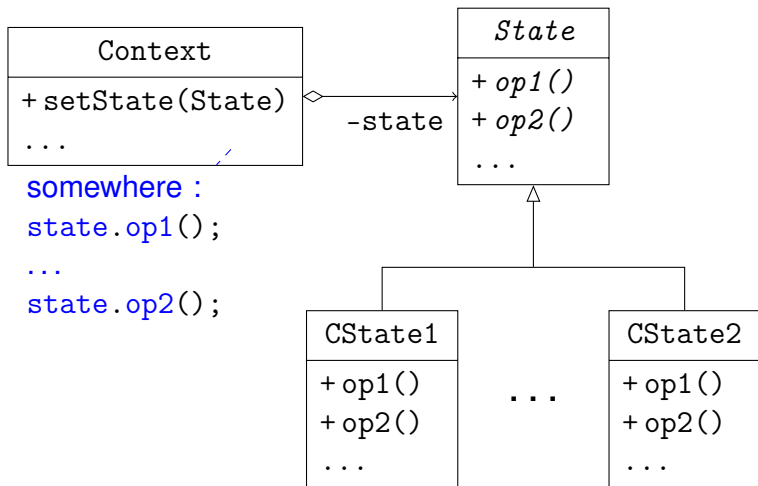 Context
+ setState(State)
...
-state
State
+ op1()
+ op2()
...
somewhere :
state.op1();
...
state.op2();
CState1
+ op1()
+ op2()
...
...
CState2
+ op1()
+ op2()
...